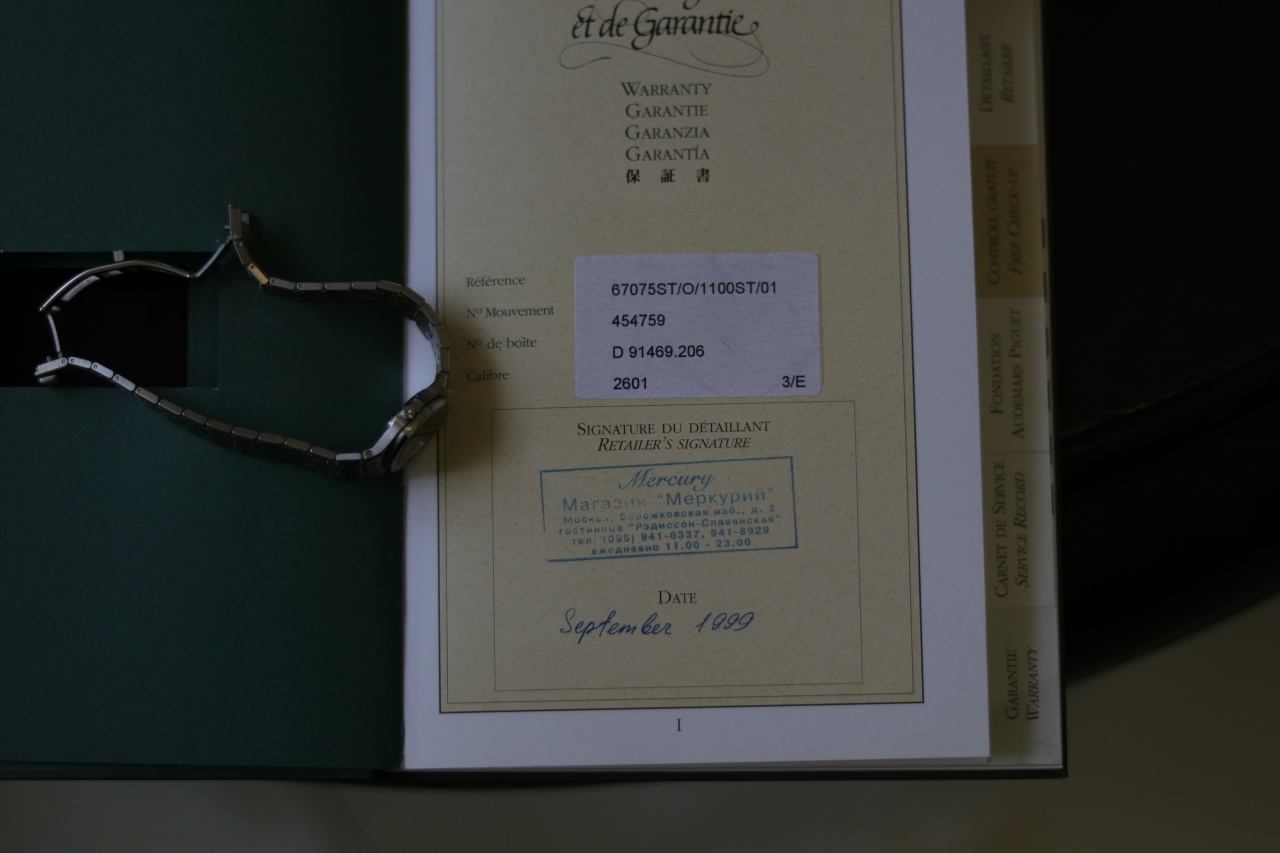 et de Garantie
WARRANTY
GARANTIE
GARANZIA
GARANTÍA
保 証 書
Référence 67075ST/O/1100ST/01
Nº Mouvement 454759
Nº de boîte D 91469.206
Calibre 2601 3/E
SIGNATURE DU DÉTAILLANT
RETAILER'S SIGNATURE
Mercury
Магазин "Меркурий"
Москва, Бережковская наб., д. 2
гостиница "Рэдиссон-Славянская"
тел. (095) 941-8337, 941-8929
ежедневно 11.00 - 23.00
DATE
September 1999
I
DÉTAILLANT
RETAILER
CONTRÔLE GRATUIT
FREE CHECK-UP
FONDATION
AUDEMARS PIGUET
CARNET DE SERVICE
SERVICE RECORD
GARANTIE
WARRANTY